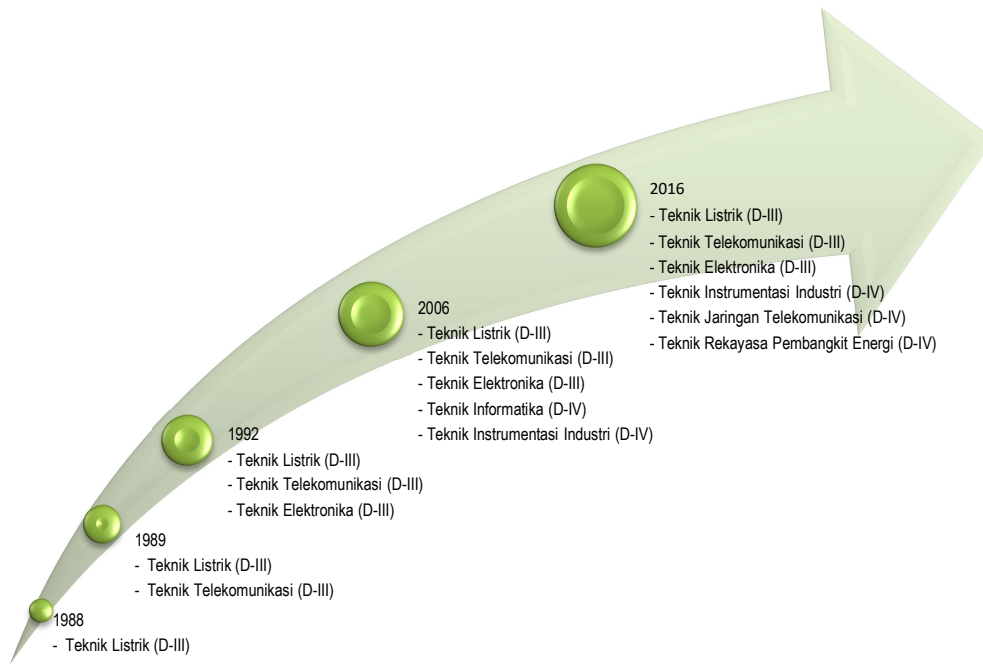 2016
- Teknik Listrik (D-III)
- Teknik Telekomunikasi (D-III)
- Teknik Elektronika (D-III)
- Teknik Instrumentasi Industri (D-IV)
- Teknik Jaringan Telekomunikasi (D-IV)
- Teknik Rekayasa Pembangkit Energi (D-IV)
2006
- Teknik Listrik (D-III)
- Teknik Telekomunikasi (D-III)
- Teknik Elektronika (D-III)
- Teknik Informatika (D-IV)
- Teknik Instrumentasi Industri (D-IV)
1992
- Teknik Listrik (D-III)
- Teknik Telekomunikasi (D-III)
- Teknik Elektronika (D-III)
1989
- Teknik Listrik (D-III)
- Teknik Telekomunikasi (D-III)
1988
- Teknik Listrik (D-III)